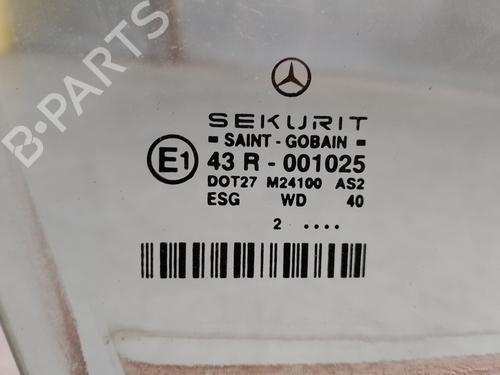 SEKURIT
SAINT - GOBAIN
E1 43 R - 001025
DOT27 M24100 AS2
ESG WD 40
2 ....
B-PARTS